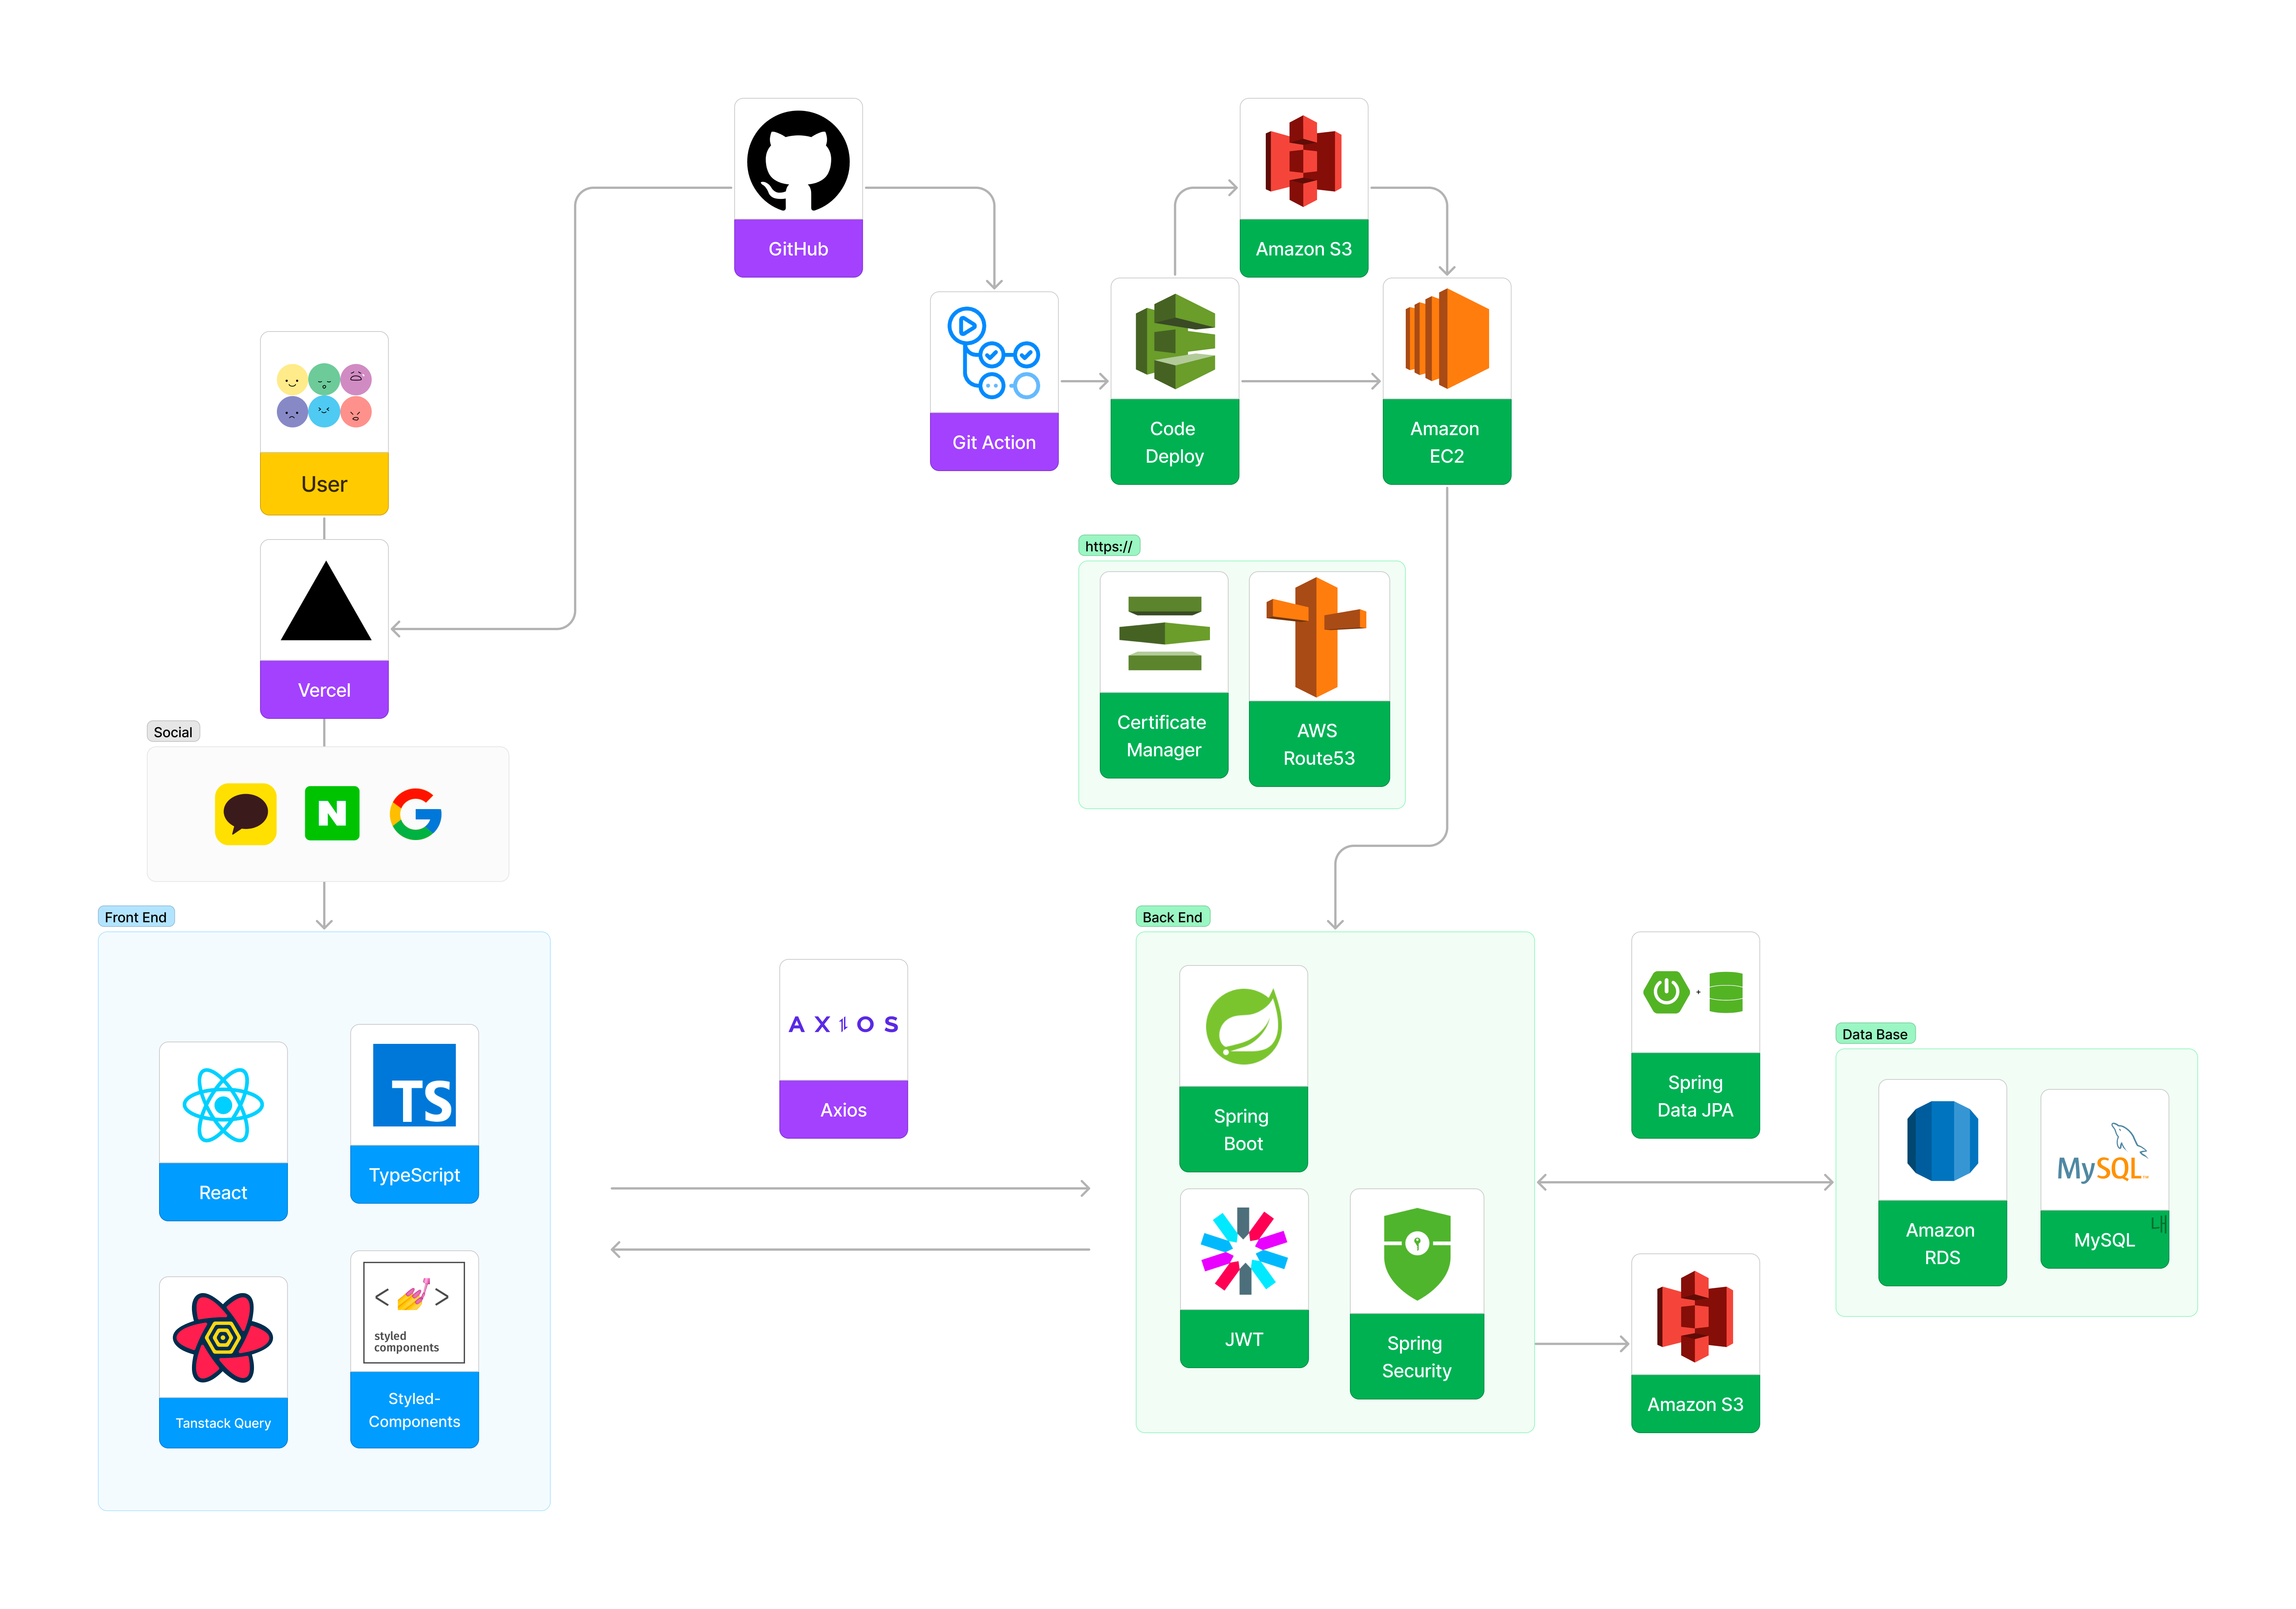 GitHub
Amazon S3
Git Action
Code
Deploy
Amazon
EC2
User
https://
Vercel
Certificate
Manager
AWS
Route53
Social
N
Front End
Back End
AXIOS
Axios
Spring
Boot
Spring
Data JPA
Data Base
TS
React
TypeScript
MySQL
Amazon
RDS
MySQL
내
< >
styled
components
Styled-
Components
Tanstack Query
JWT
Spring
Security
Amazon S3